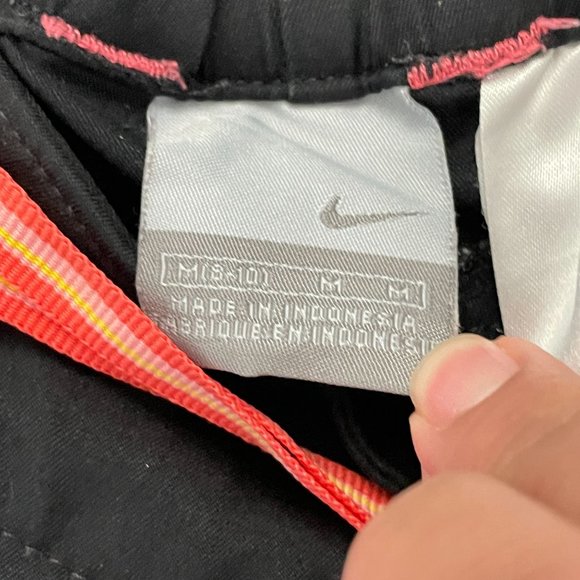 M(8-10) M M
MADE IN INDONESIA
FABRIQUE EN INDONESIE